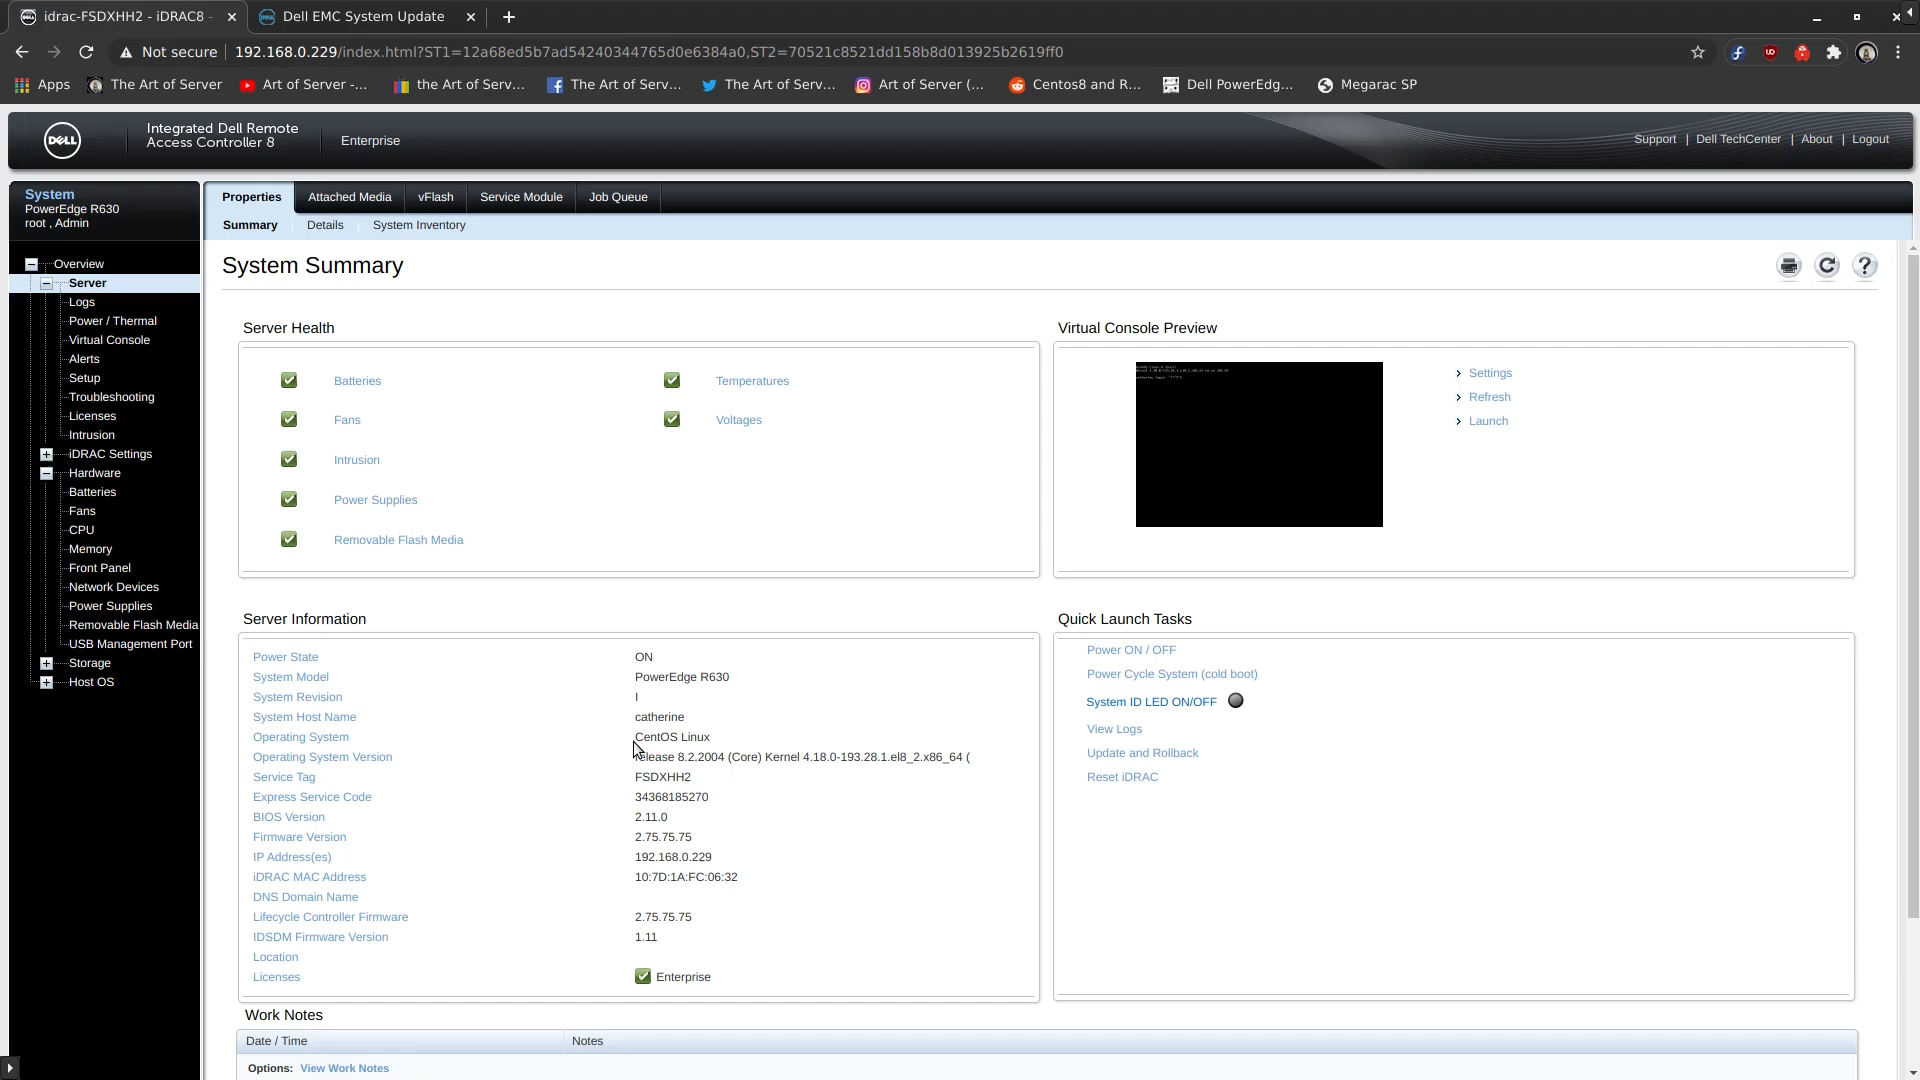 idrac-FSDXHH2 - iDRAC8 -
Dell EMC System Update
Not secure
192.168.0.229/index.html?ST1=12a68ed5b7ad54240344765d0e6384a0,ST2=70521c8521dd158b8d013925b2619ff0
Apps
The Art of Server
Art of Server -...
the Art of Serv...
The Art of Serv...
The Art of Serv...
Art of Server (...
Centos8 and R...
Dell PowerEdg...
Megarac SP
DELL
Integrated Dell Remote
Access Controller 8
Enterprise
Support | Dell TechCenter | About | Logout
System
PowerEdge R630
root , Admin
Properties
Attached Media
vFlash
Service Module
Job Queue
Summary
Details
System Inventory
Overview
Server
Logs
Power / Thermal
Virtual Console
Alerts
Setup
Troubleshooting
Licenses
Intrusion
iDRAC Settings
Hardware
Batteries
Fans
CPU
Memory
Front Panel
Network Devices
Power Supplies
Removable Flash Media
USB Management Port
Storage
Host OS
System Summary
Server Health
Batteries
Temperatures
Fans
Voltages
Intrusion
Power Supplies
Removable Flash Media
Virtual Console Preview
Settings
Refresh
Launch
Server Information
Power State ON
System Model PowerEdge R630
System Revision I
System Host Name catherine
Operating System CentOS Linux
Operating System Version release 8.2.2004 (Core) Kernel 4.18.0-193.28.1.el8_2.x86_64 (
Service Tag FSDXHH2
Express Service Code 34368185270
BIOS Version 2.11.0
Firmware Version 2.75.75.75
IP Address(es) 192.168.0.229
iDRAC MAC Address 10:7D:1A:FC:06:32
DNS Domain Name
Lifecycle Controller Firmware 2.75.75.75
IDSDM Firmware Version 1.11
Location
Licenses Enterprise
Quick Launch Tasks
Power ON / OFF
Power Cycle System (cold boot)
System ID LED ON/OFF
View Logs
Update and Rollback
Reset iDRAC
Work Notes
Date / Time
Notes
Options: View Work Notes